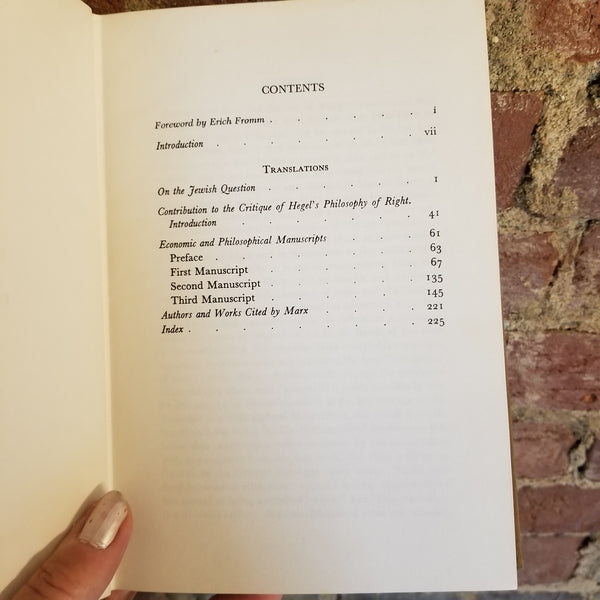 CONTENTS
Foreword by Erich Fromm . . . . . . i
Introduction . . . . . . . vii
TRANSLATIONS
On the Jewish Question . . . . . . 1
Contribution to the Critique of Hegel's Philosophy of Right.
Introduction . . . . . . . 41
Economic and Philosophical Manuscripts . . . 61
Preface . . . . . . . . 63
First Manuscript . . . . . . 67
Second Manuscript . . . . . . 135
Third Manuscript . . . . . . 145
Authors and Works Cited by Marx . . . . 221
Index . . . . . . . . . 225